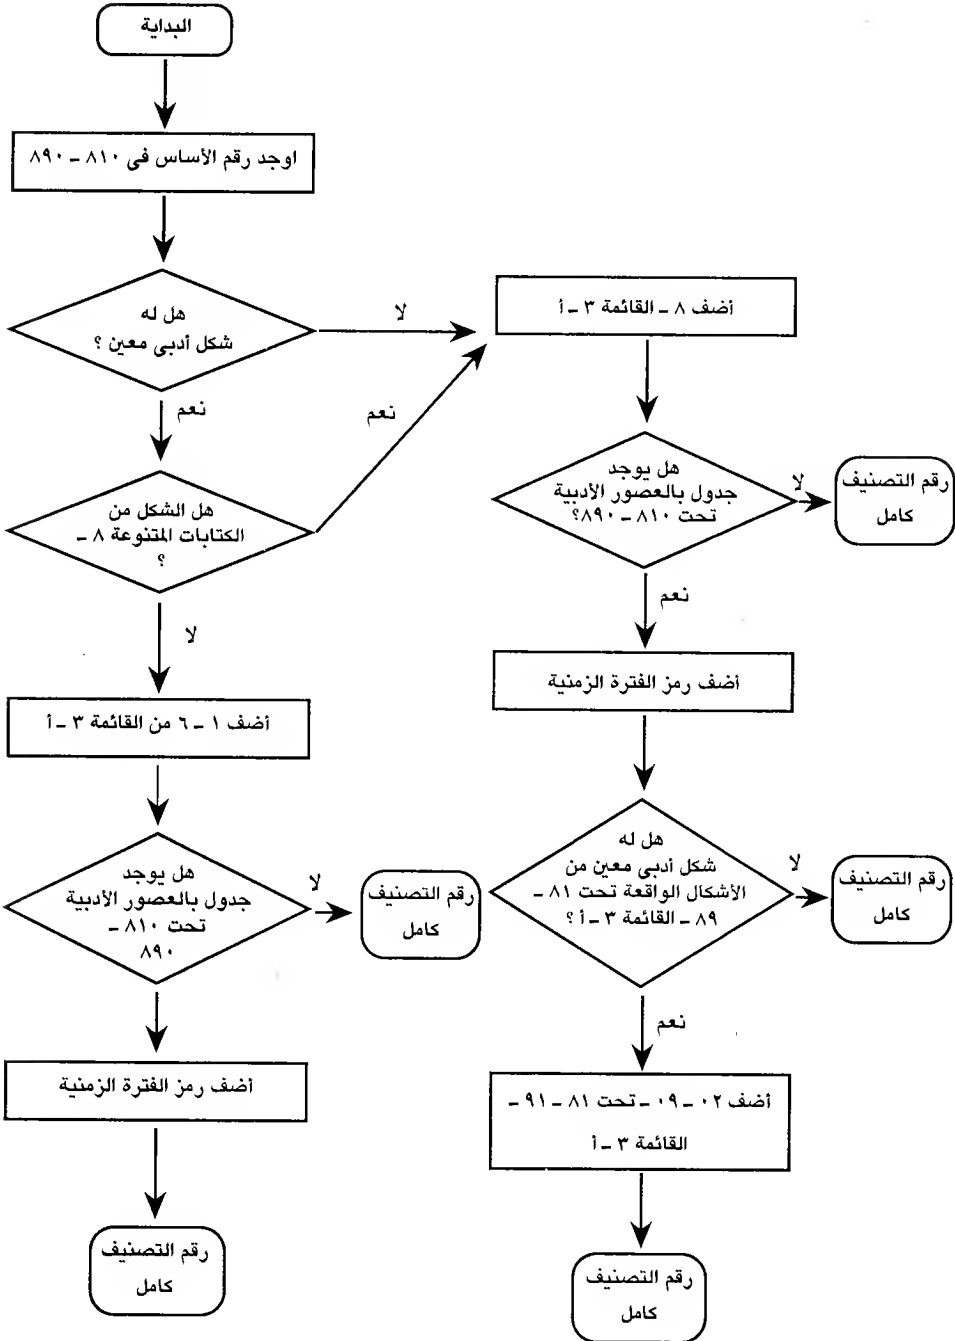 البداية
اوجد رقم الأساس فى ٨١٠ ـ ٨٩٠
هل له
شكل أدبى معين ؟
لا
نعم
هل الشكل من
الكتابات المتنوعة ٨ ـ
؟
نعم
لا
أضف ١ ـ ٦ من القائمة ٣ ـ أ
هل يوجد
جدول بالعصور الأدبية
تحت ٨١٠ ـ
٨٩٠
لا
رقم التصنيف
كامل
أضف رمز الفترة الزمنية
رقم التصنيف
كامل
أضف ٨ ـ القائمة ٣ ـ أ
هل يوجد
جدول بالعصور الأدبية
تحت ٨١٠ ـ ٨٩٠؟
لا
رقم التصنيف
كامل
نعم
أضف رمز الفترة الزمنية
هل له
شكل أدبى معين من
الأشكال الواقعة تحت ٨١ ـ
٨٩ ـ القائمة ٣ ـ أ ؟
لا
رقم التصنيف
كامل
نعم
أضف ٠٢ ـ ٠٩ ـ تحت ٨١ ـ ٩١ ـ
القائمة ٣ ـ أ
رقم التصنيف
كامل